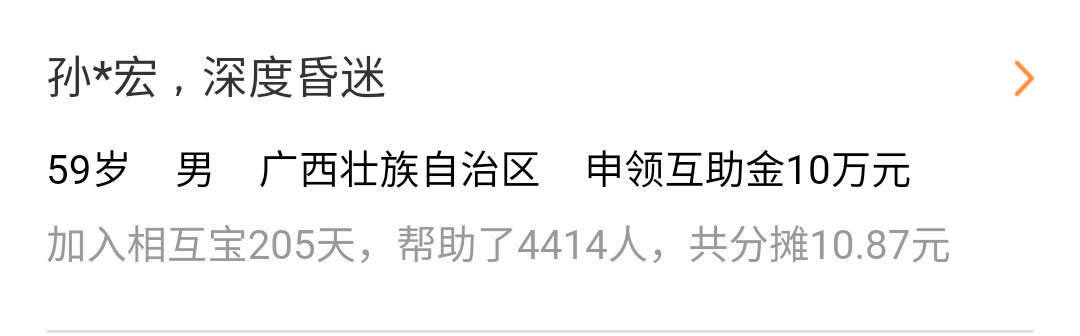 孙*宏，深度昏迷
59岁 男 广西壮族自治区 申领互助金10万元
加入相互宝205天，帮助了4414人，共分摊10.87元